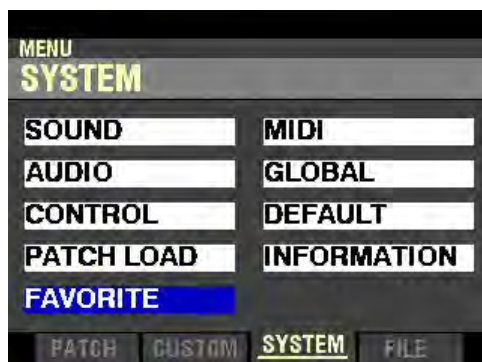 MENU
SYSTEM
SOUND MIDI
AUDIO GLOBAL
CONTROL DEFAULT
PATCH LOAD INFORMATION
FAVORITE
PATCH CUSTOM SYSTEM FILE